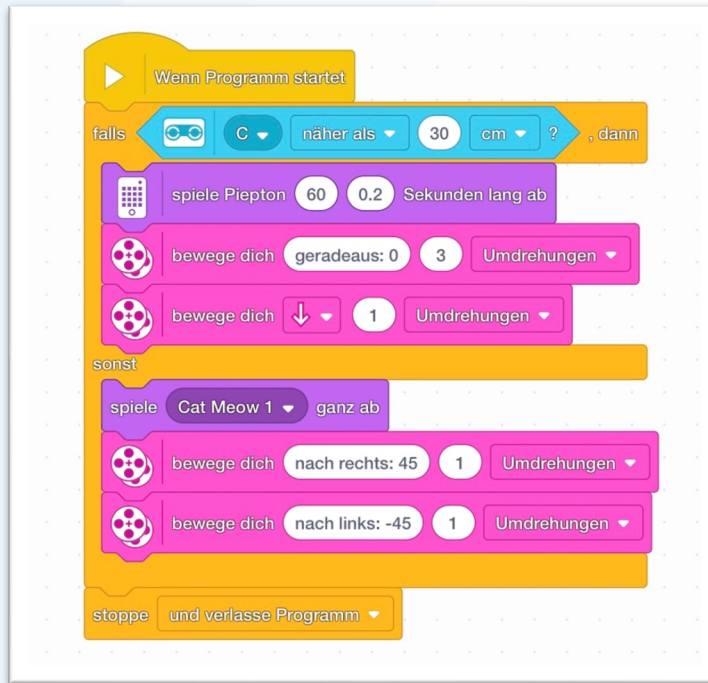 Wenn Programm startet
falls C näher als 30 cm ? , dann
spiele Piepton 60 0.2 Sekunden lang ab
bewege dich geradeaus: 0 3 Umdrehungen
bewege dich 1 Umdrehungen
sonst
spiele Cat Meow 1 ganz ab
bewege dich nach rechts: 45 1 Umdrehungen
bewege dich nach links: -45 1 Umdrehungen
stoppe und verlasse Programm